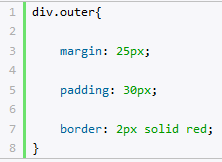 1 div.outer{
2
3 margin: 25px;
4
5 padding: 30px;
6
7 border: 2px solid red;
8 }